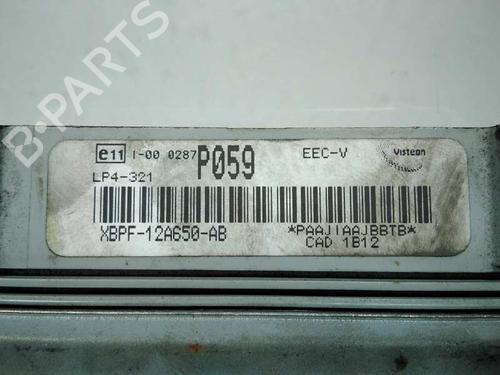 B-PARTS
e11 I-00 0287 P059 EEC-V Visteon
LP4-321
XBPF-12A650-AB *PAAJIAAJBBTB*
CAD 1B12